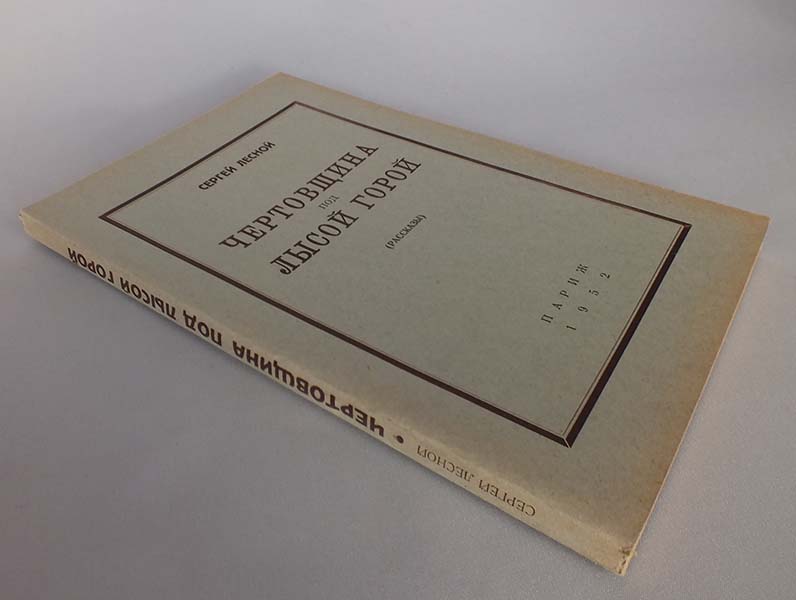 СЕРГЕЙ ЛЕСНОЙ
ЧЕРТОВЩИНА
ПОД
ЛЫСОЙ ГОРОЙ
(РАССКАЗЫ)
ПАРИЖ
1952
СЕРГЕЙ ЛЕСНОЙ • ЧЕРТОВЩИНА ПОД ЛЫСОЙ ГОРОЙ